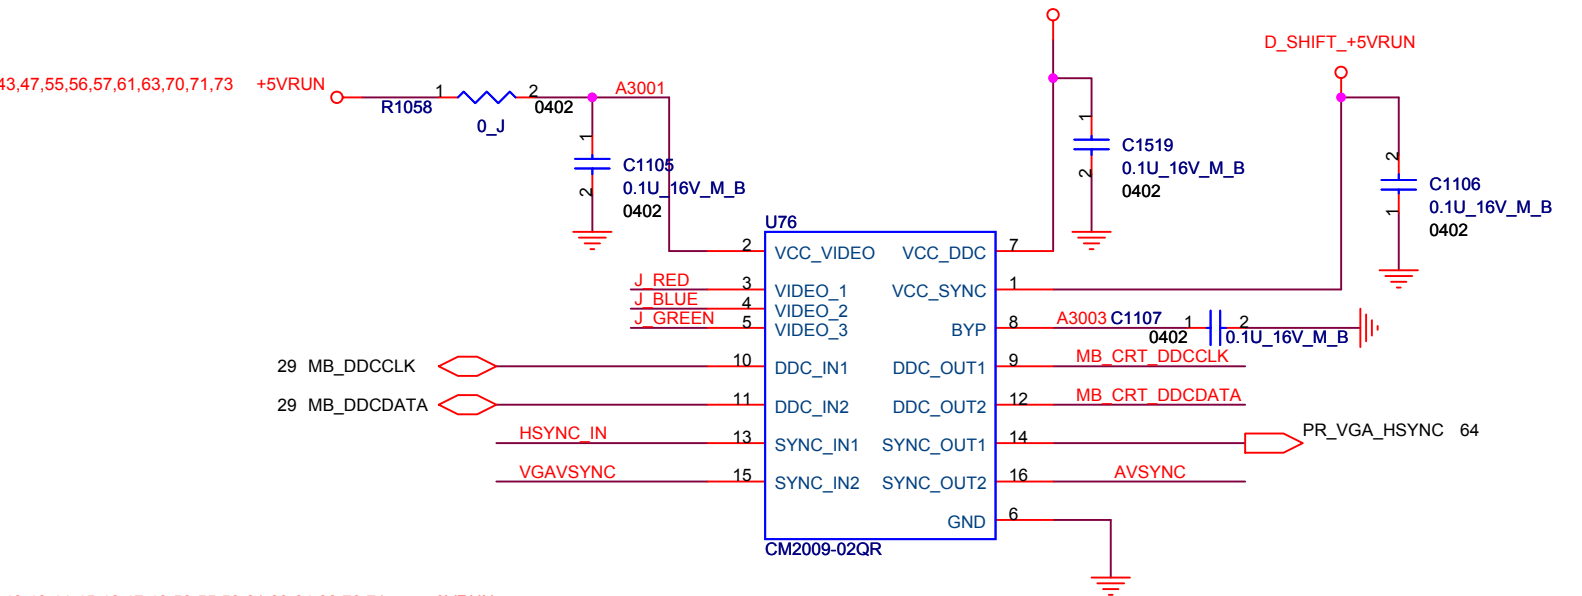 D_SHIFT_+5VRUN
43,47,55,56,57,61,63,70,71,73 +5VRUN
1 R1058 2 0402
0_J
A3001
1
C1105
0.1U_16V_M_B
2
0402
1
C1519
0.1U_16V_M_B
2
0402
2
C1106
0.1U_16V_M_B
1
0402
U76
2 VCC_VIDEO VCC_DDC 7
J_RED 3 VIDEO_1 VCC_SYNC 1
J_BLUE 4 VIDEO_2
J_GREEN 5 VIDEO_3 BYP 8 A3003 C1107 1 2
0402 0.1U_16V_M_B
29 MB_DDCCLK 10 DDC_IN1 DDC_OUT1 9 MB_CRT_DDCCLK
29 MB_DDCDATA 11 DDC_IN2 DDC_OUT2 12 MB_CRT_DDCDATA
HSYNC_IN 13 SYNC_IN1 SYNC_OUT1 14 PR_VGA_HSYNC 64
VGAVSYNC 15 SYNC_IN2 SYNC_OUT2 16 AVSYNC
GND 6
CM2009-02QR